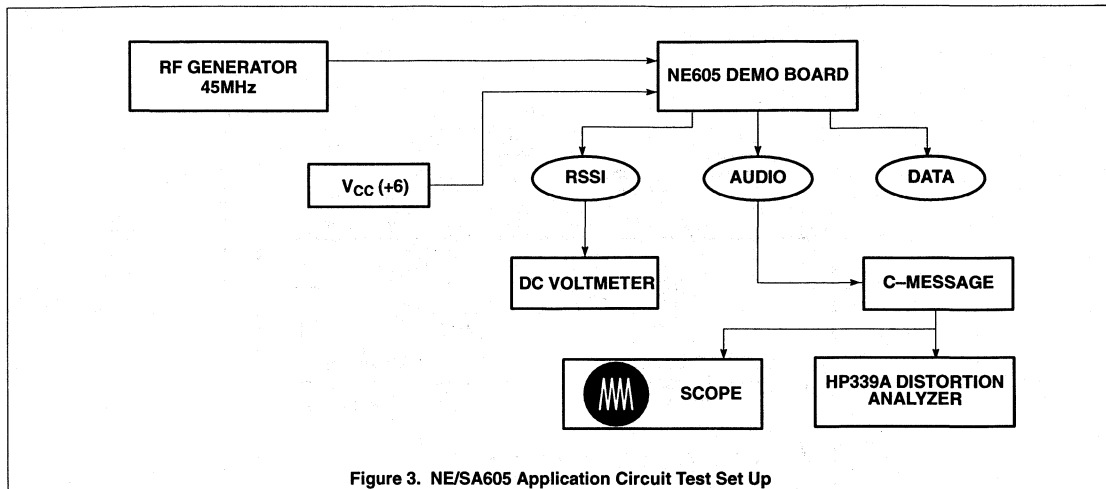 RF GENERATOR
45MHz
NE605 DEMO BOARD
VCC (+6)
RSSI
AUDIO
DATA
DC VOLTMETER
C–MESSAGE
SCOPE
HP339A DISTORTION
ANALYZER
Figure 3. NE/SA605 Application Circuit Test Set Up